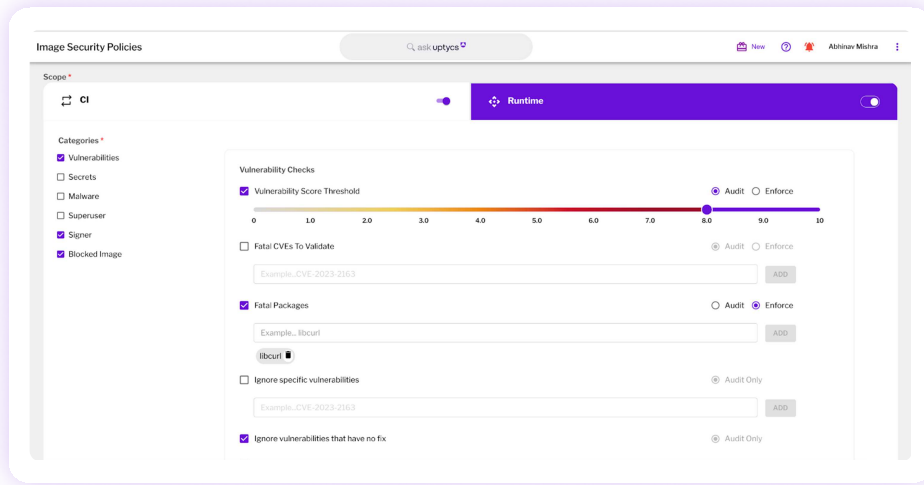 Image Security Policies
ask uptycs
New
Abhinav Mishra
Scope *
CI
Runtime
Categories *
Vulnerabilities
Secrets
Malware
Superuser
Signer
Blocked Image
Vulnerability Checks
Vulnerability Score Threshold Audit Enforce
0 1.0 2.0 3.0 4.0 5.0 6.0 7.0 8.0 9.0 10
Fatal CVEs To Validate Audit Enforce
Example..CVE-2023-2163 ADD
Fatal Packages Audit Enforce
Example.. libcurl ADD
libcurl
Ignore specific vulnerabilities Audit Only
Example..CVE-2023-2163 ADD
Ignore vulnerabilities that have no fix Audit Only